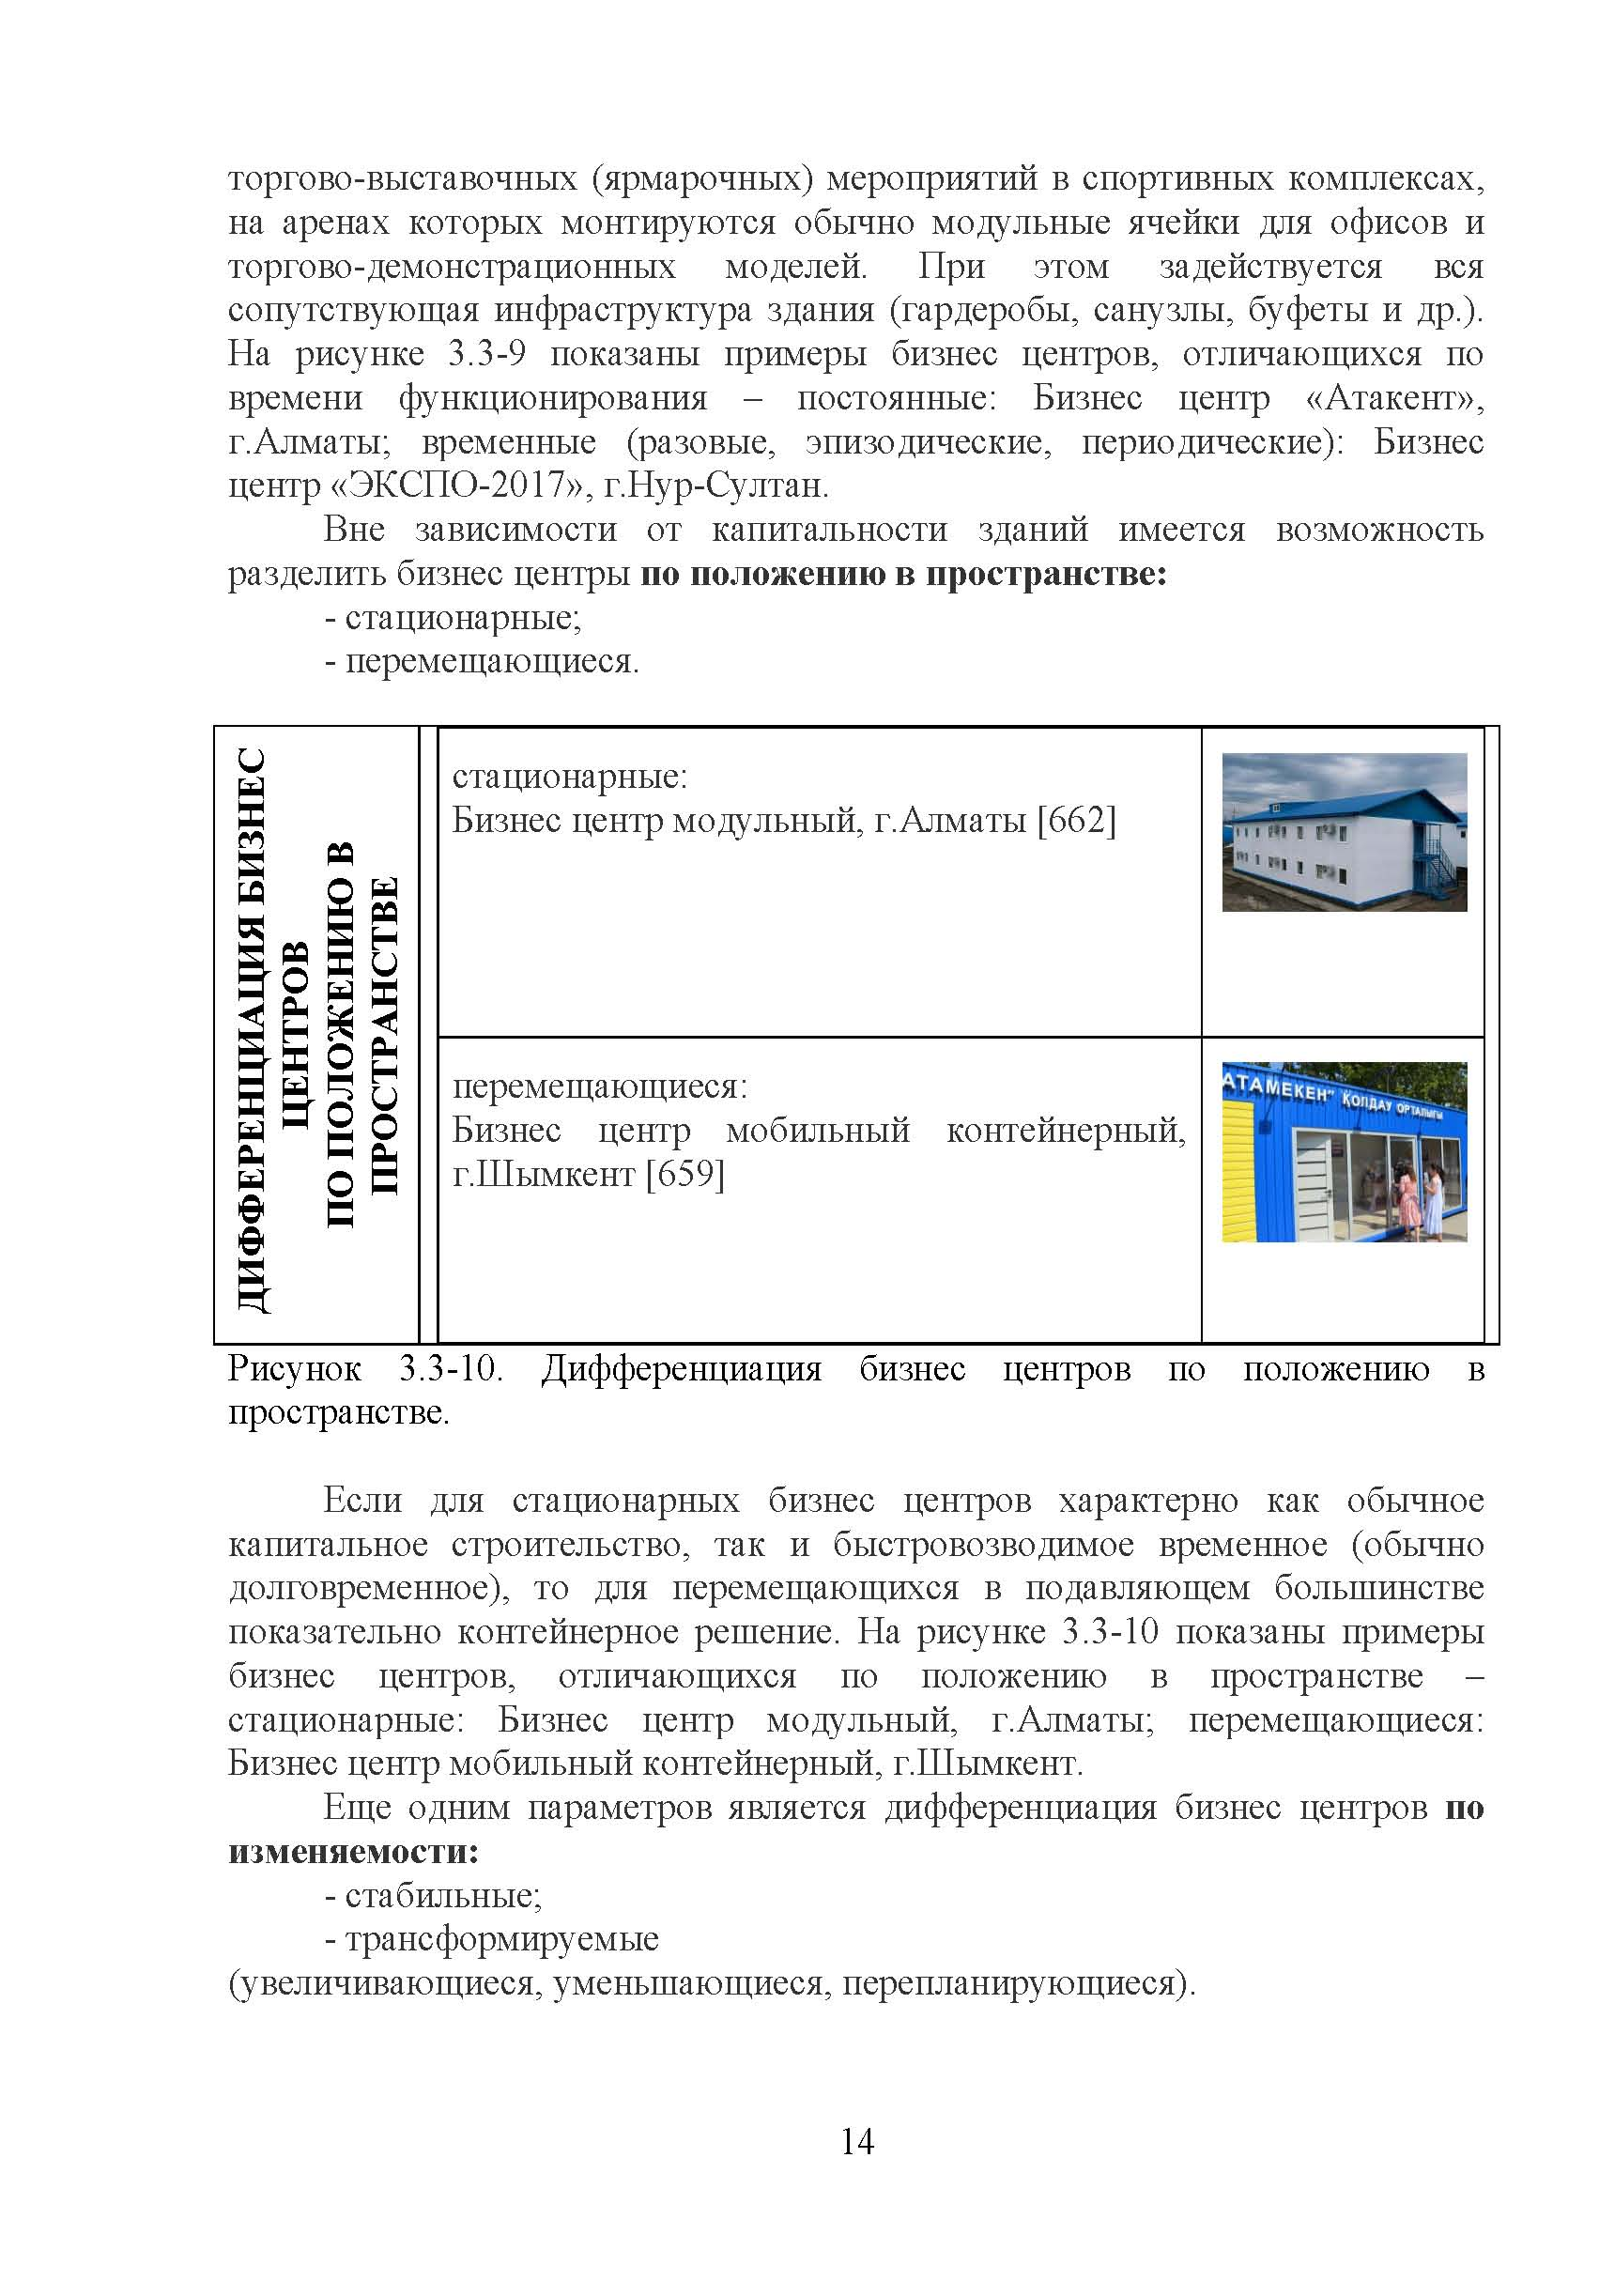 торгово-выставочных (ярмарочных) мероприятий в спортивных комплексах,
на аренах которых монтируются обычно модульные ячейки для офисов и
торгово-демонстрационных моделей. При этом задействуется вся
сопутствующая инфраструктура здания (гардеробы, санузлы, буфеты и др.).
На рисунке 3.3-9 показаны примеры бизнес центров, отличающихся по
времени функционирования – постоянные: Бизнес центр «Атакент»,
г.Алматы; временные (разовые, эпизодические, периодические): Бизнес
центр «ЭКСПО-2017», г.Нур-Султан.
Вне зависимости от капитальности зданий имеется возможность
разделить бизнес центры по положению в пространстве:
- стационарные;
- перемещающиеся.
ДИФФЕРЕНЦИАЦИЯ БИЗНЕС
ЦЕНТРОВ
ПО ПОЛОЖЕНИЮ В
ПРОСТРАНСТВЕ
стационарные:
Бизнес центр модульный, г.Алматы [662]
перемещающиеся:
Бизнес центр мобильный контейнерный,
г.Шымкент [659]
АТАМЕКЕН" ҚОЛДАУ ОРТАЛЫҒЫ
Рисунок 3.3-10. Дифференциация бизнес центров по положению в
пространстве.
Если для стационарных бизнес центров характерно как обычное
капитальное строительство, так и быстровозводимое временное (обычно
долговременное), то для перемещающихся в подавляющем большинстве
показательно контейнерное решение. На рисунке 3.3-10 показаны примеры
бизнес центров, отличающихся по положению в пространстве –
стационарные: Бизнес центр модульный, г.Алматы; перемещающиеся:
Бизнес центр мобильный контейнерный, г.Шымкент.
Еще одним параметров является дифференциация бизнес центров по
изменяемости:
- стабильные;
- трансформируемые
(увеличивающиеся, уменьшающиеся, перепланирующиеся).
14